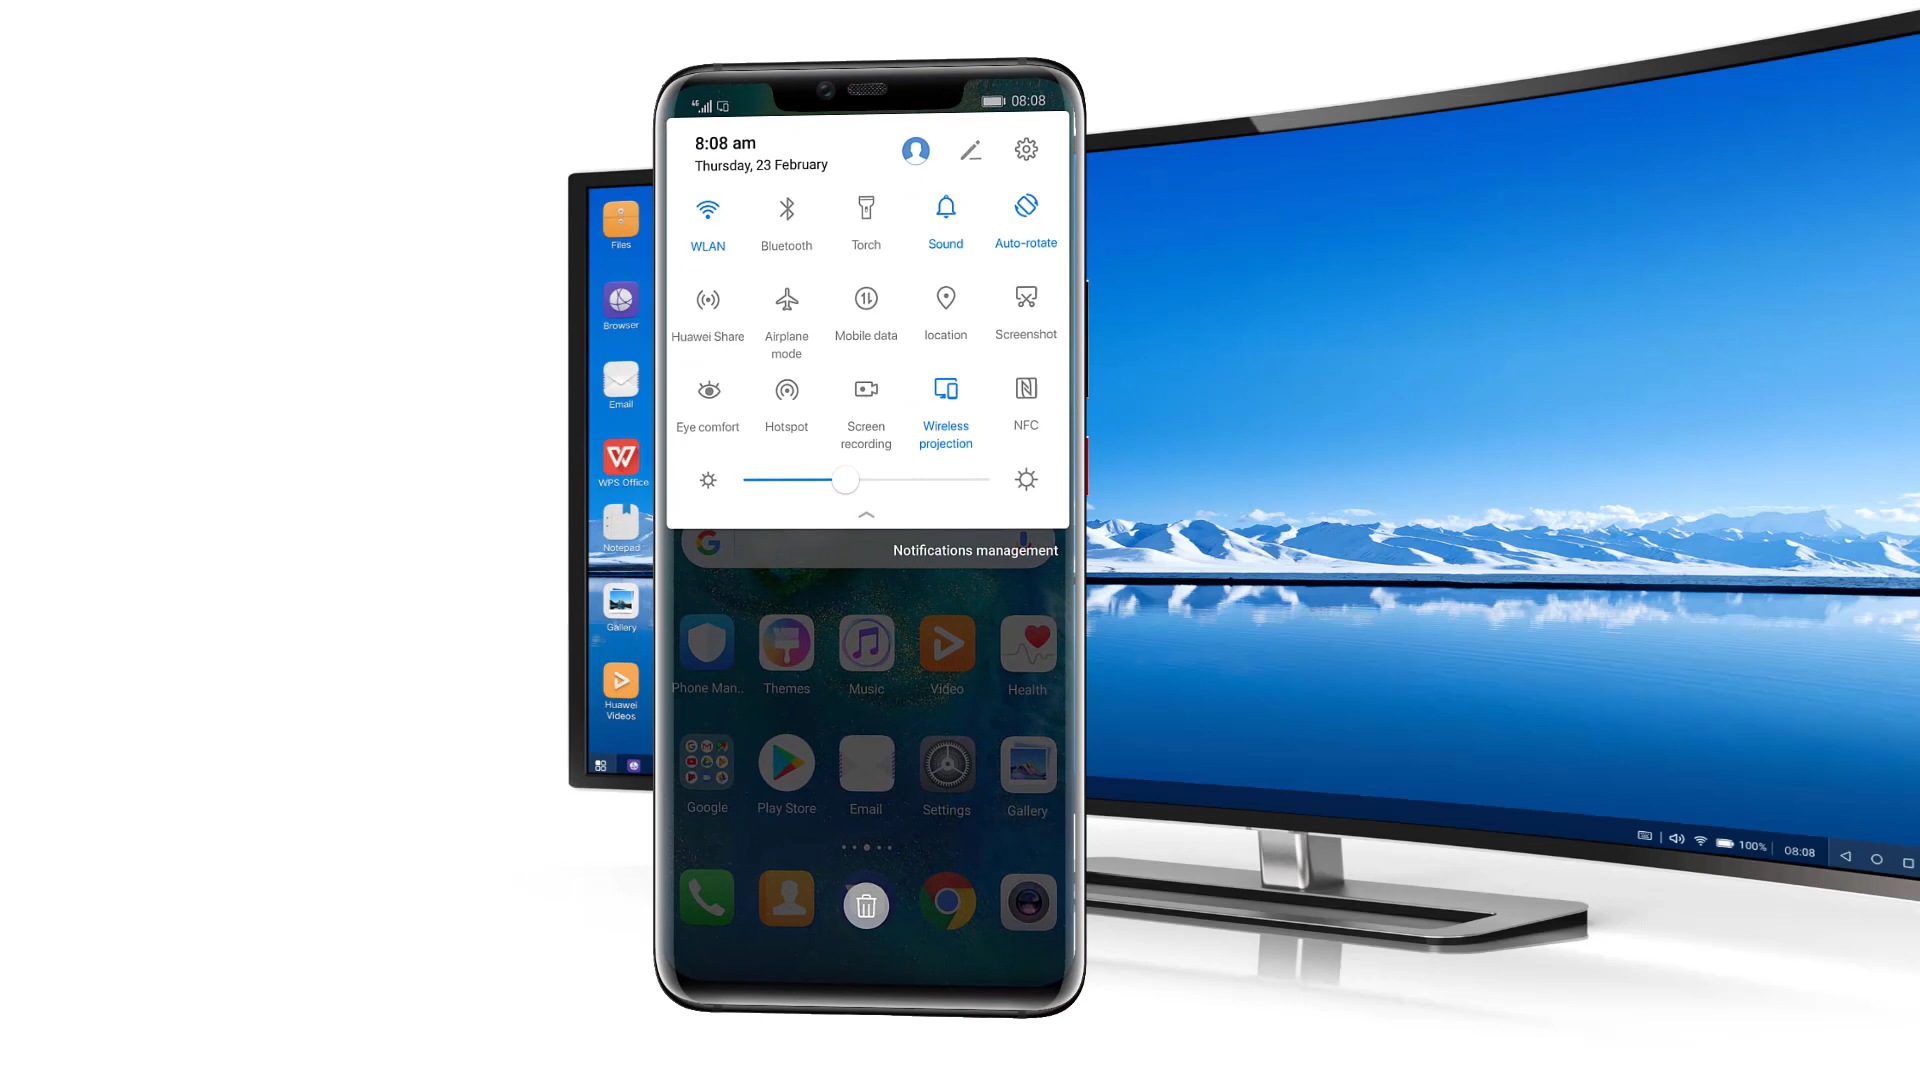 4G
08:08
8:08 am
Thursday, 23 February
WLAN
Bluetooth
Torch
Sound
Auto-rotate
Huawei Share
Airplane
mode
Mobile data
location
Screenshot
Eye comfort
Hotspot
Screen
recording
Wireless
projection
NFC
Notifications management
Phone Man..
Themes
Music
Video
Health
Google
Play Store
Email
Settings
Gallery
Files
Browser
Email
WPS Office
Notepad
Gallery
Huawei
Videos
100%
08:08